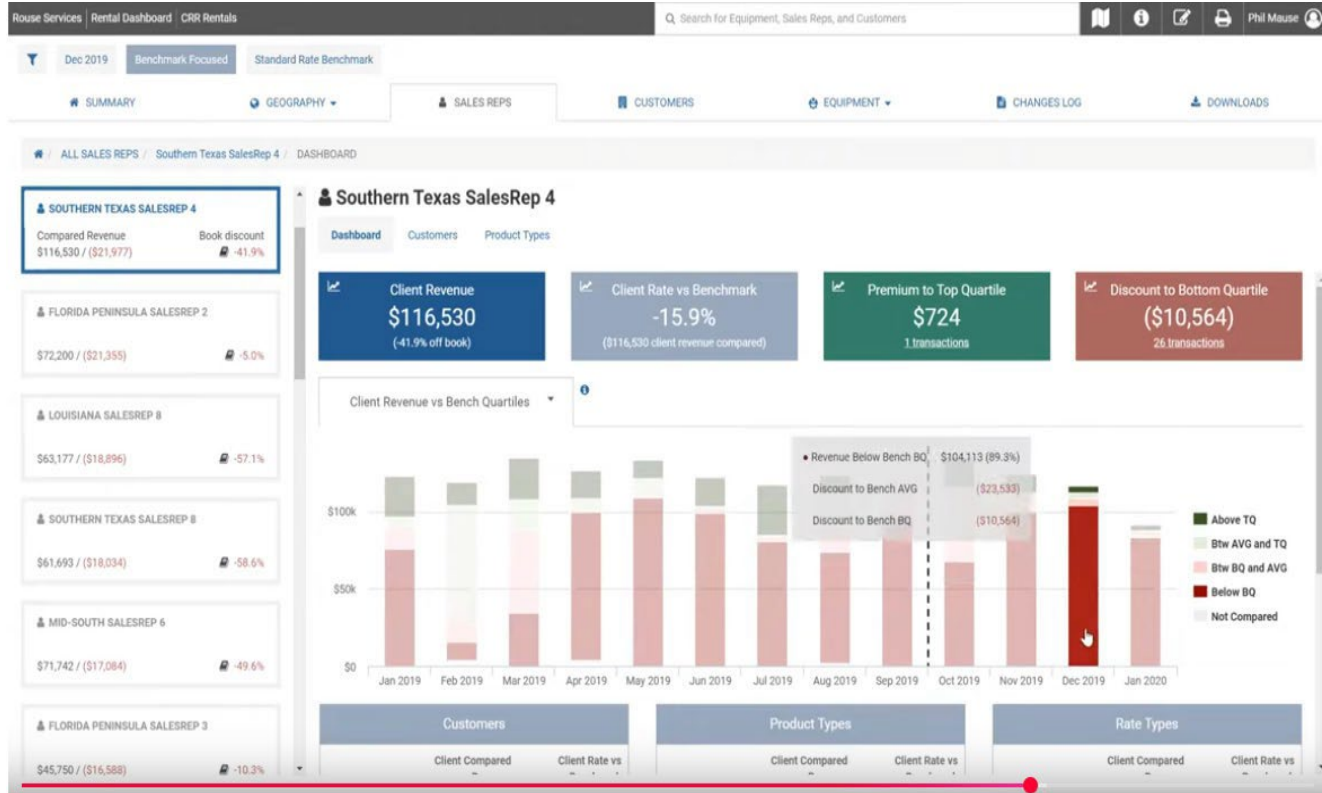 Rouse Services | Rental Dashboard | CRR Rentals
Search for Equipment, Sales Reps, and Customers
Phil Mause
Dec 2019
Benchmark Focused
Standard Rate Benchmark
SUMMARY
GEOGRAPHY
SALES REPS
CUSTOMERS
EQUIPMENT
CHANGES LOG
DOWNLOADS
/ ALL SALES REPS / Southern Texas SalesRep 4 / DASHBOARD
SOUTHERN TEXAS SALESREP 4
Compared Revenue Book discount
$116,530 / ($21,977) -41.9%
FLORIDA PENINSULA SALESREP 2
$72,200 / ($21,355) -5.0%
LOUISIANA SALESREP 8
$63,177 / ($18,896) -57.1%
SOUTHERN TEXAS SALESREP 8
$61,693 / ($18,034) -58.6%
MID-SOUTH SALESREP 6
$71,742 / ($17,084) -49.6%
FLORIDA PENINSULA SALESREP 3
$45,750 / ($16,588) -10.3%
Southern Texas SalesRep 4
Dashboard
Customers
Product Types
Client Revenue
$116,530
(-41.9% off book)
Client Rate vs Benchmark
-15.9%
($116,530 client revenue compared)
Premium to Top Quartile
$724
1 transactions
Discount to Bottom Quartile
($10,564)
26 transactions
Client Revenue vs Bench Quartiles
Revenue Below Bench BQ $104,113 (89.3%)
Discount to Bench AVG ($23,533)
Discount to Bench BQ ($10,564)
$100k
$50k
$0
Jan 2019 Feb 2019 Mar 2019 Apr 2019 May 2019 Jun 2019 Jul 2019 Aug 2019 Sep 2019 Oct 2019 Nov 2019 Dec 2019 Jan 2020
Above TQ
Btw AVG and TQ
Btw BQ and AVG
Below BQ
Not Compared
Customers
Client Compared Client Rate vs
Product Types
Client Compared Client Rate vs
Rate Types
Client Compared Client Rate vs